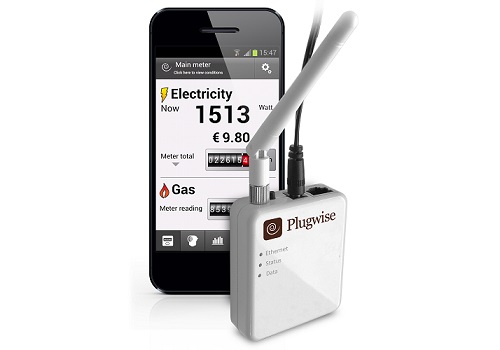 15:47
Main meter
Click here to view conditions
Electricity
Now 1513 Watt
€ 9.80
Meter total 022615
Gas
Meter reading
Plugwise
Ethernet
Status
Data